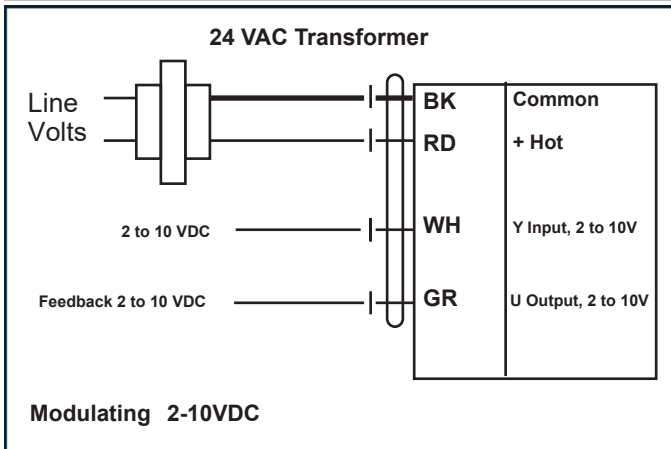 24 VAC Transformer
Line
Volts
BK Common
RD + Hot
2 to 10 VDC WH Y Input, 2 to 10V
Feedback 2 to 10 VDC GR U Output, 2 to 10V
Modulating 2-10VDC